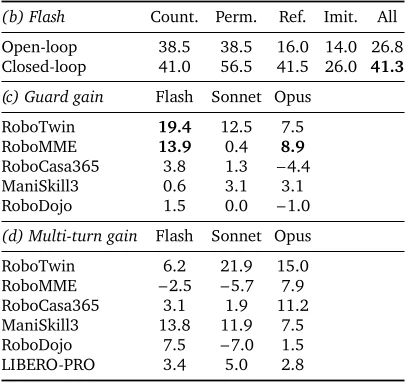 (b) Flash Count. Perm. Ref. Imit. All
Open-loop 38.5 38.5 16.0 14.0 26.8
Closed-loop 41.0 56.5 41.5 26.0 41.3
(c) Guard gain Flash Sonnet Opus
RoboTwin 19.4 12.5 7.5
RoboMME 13.9 0.4 8.9
RoboCasa365 3.8 1.3 −4.4
ManiSkill3 0.6 3.1 3.1
RoboDojo 1.5 0.0 −1.0
(d) Multi-turn gain Flash Sonnet Opus
RoboTwin 6.2 21.9 15.0
RoboMME −2.5 −5.7 7.9
RoboCasa365 3.1 1.9 11.2
ManiSkill3 13.8 11.9 7.5
RoboDojo 7.5 −7.0 1.5
LIBERO-PRO 3.4 5.0 2.8